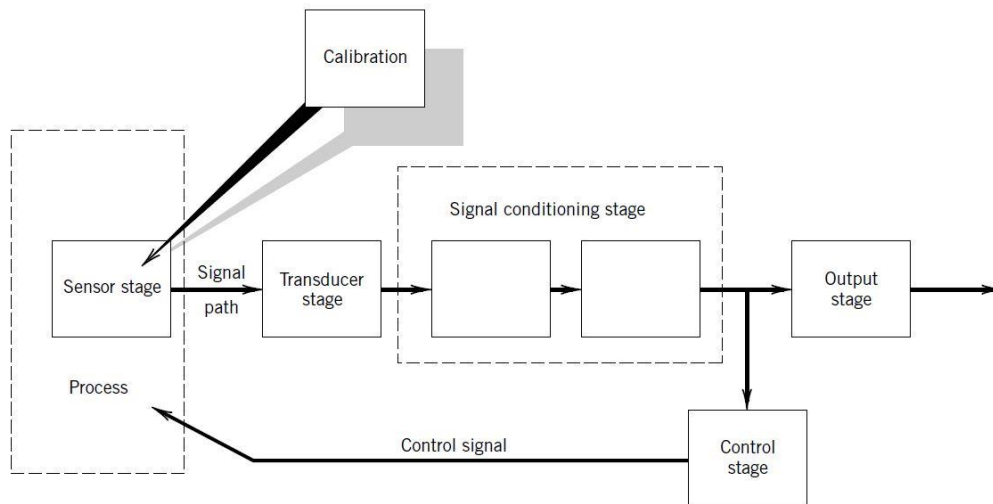 Calibration
Signal conditioning stage
Sensor stage
Signal
path
Transducer
stage
Output
stage
Process
Control signal
Control
stage